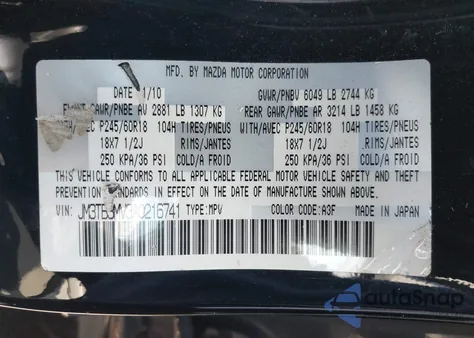 MFD. BY MAZDA MOTOR CORPORATION
DATE 1/10 GVWR/PNBV 6049 LB 2744 KG
GAWR/PNBE AV 2881 LB 1307 KG REAR GAWR/PNBE AR 3214 LB 1458 KG
P245/60R18 104H TIRES/PNEUS WITH/AVEC P245/60R18 104H TIRES/PNEUS
18X7 1/2J RIMS/JANTES 18X7 1/2J RIMS/JANTES
250 KPA/36 PSI COLD/A FROID 250 KPA/36 PSI COLD/A FROID
THIS VEHICLE CONFORMS TO ALL APPLICABLE FEDERAL MOTOR VEHICLE SAFETY
STANDARDS IN EFFECT ON THE DATE OF MANUFACTURE SHOWN ABOVE.
VIN: TYPE:MPV COLOR CODE: A3F MADE IN JAPAN
autoSnap